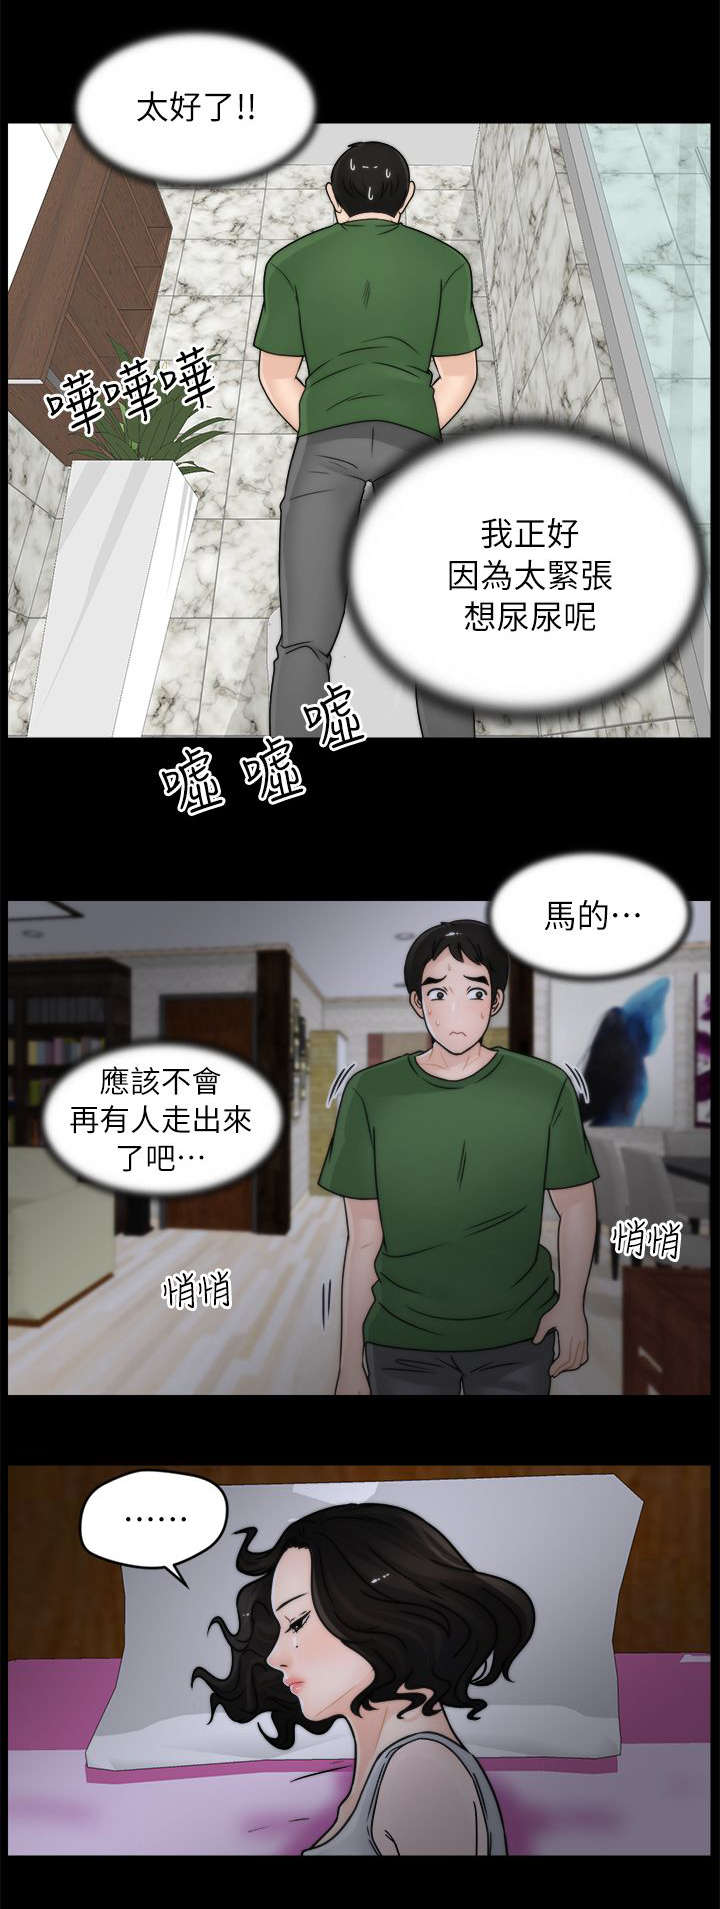 太好了!!
嘩嘩嘩
我正好
因為太緊張
想尿尿呢
噓噓噓
馬的⋯
應該不會
再有人走出來
了吧⋯
悄悄
悄悄
⋯⋯